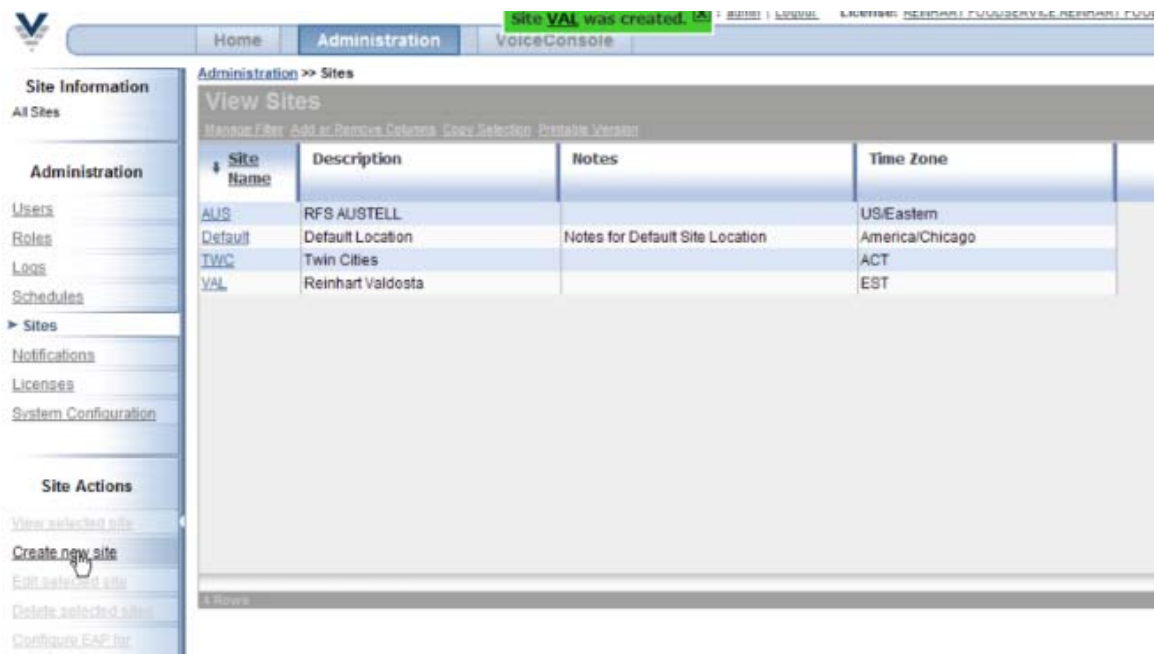 Site VAL was created. X : admin | Logout License: REINHART FOODSERVICE REINHART FOOD
Home Administration VoiceConsole
Site Information
All Sites
Administration
Users
Roles
Logs
Schedules
Sites
Notifications
Licenses
System Configuration
Site Actions
View selected site
Create new site
Edit selected site
Delete selected sites
Configure EAP for
Administration >> Sites
View Sites
Manage Filter Add or Remove Columns Copy Selection Printable Version
Site Name Description Notes Time Zone
AUS RFS AUSTELL US/Eastern
Default Default Location Notes for Default Site Location America/Chicago
TWC Twin Cities ACT
VAL Reinhart Valdosta EST
4 Rows